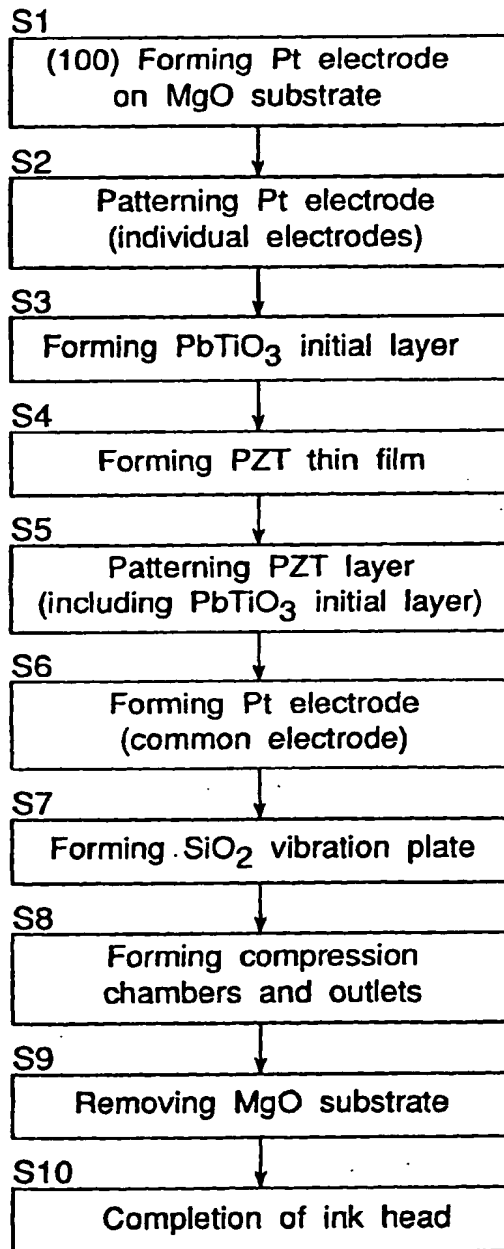 S1
(100) Forming Pt electrode
on MgO substrate
S2
Patterning Pt electrode
(individual electrodes)
S3
Forming PbTiO3 initial layer
S4
Forming PZT thin film
S5
Patterning PZT layer
(including PbTiO3 initial layer)
S6
Forming Pt electrode
(common electrode)
S7
Forming SiO2 vibration plate
S8
Forming compression
chambers and outlets
S9
Removing MgO substrate
S10
Completion of ink head